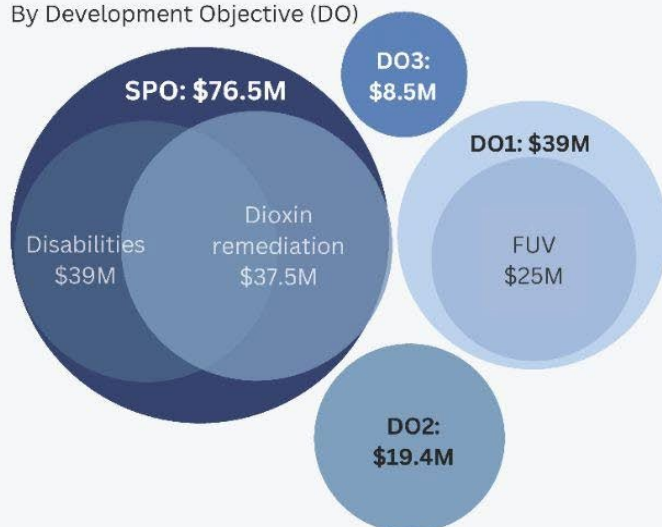 By Development Objective (DO)
SPO: $76.5M
Disabilities
$39M
Dioxin
remediation
$37.5M
DO3:
$8.5M
DO1: $39M
FUV
$25M
DO2:
$19.4M